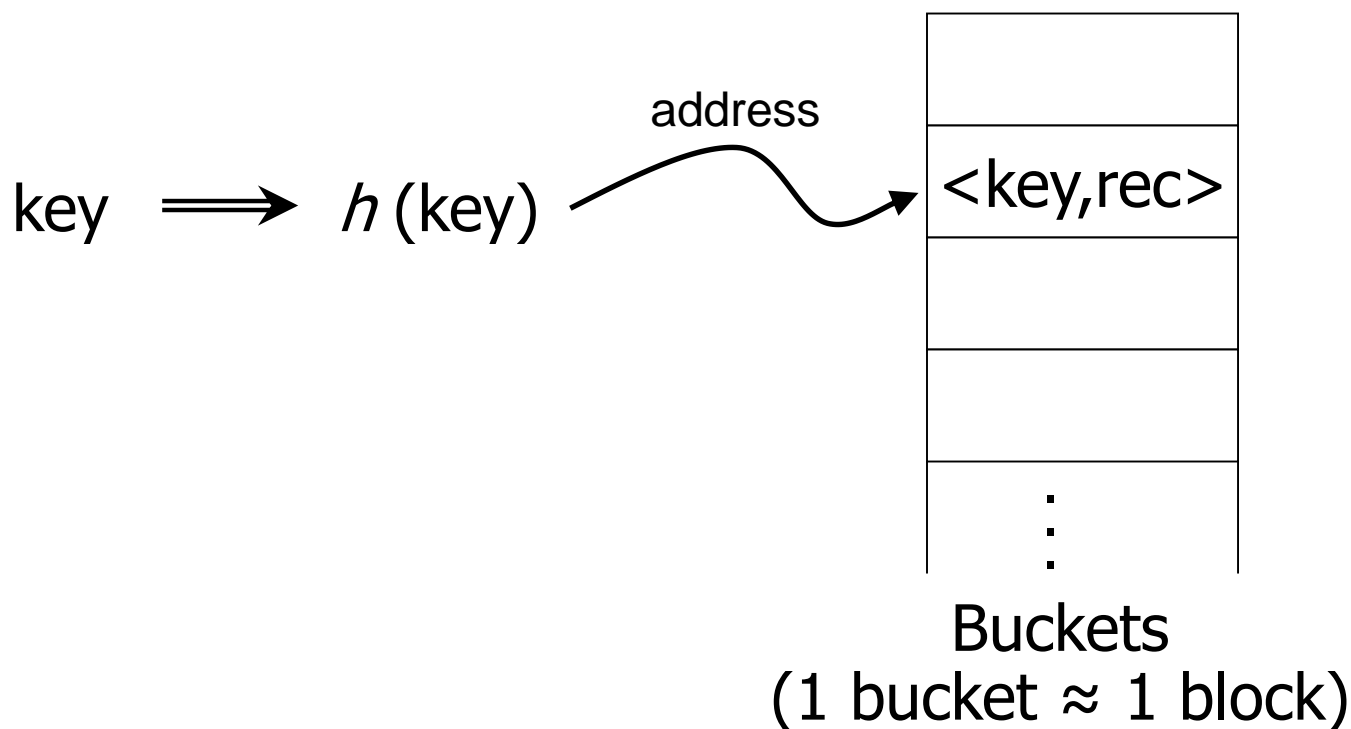 address
key h (key) <key,rec>
.
.
.
Buckets
(1 bucket ≈ 1 block)